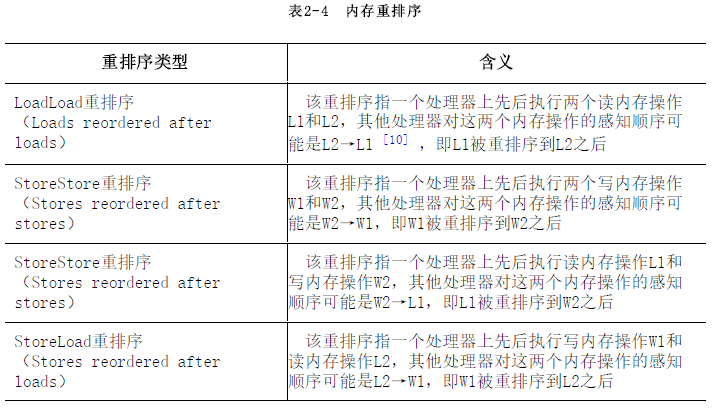 表2-4 内存重排序
重排序类型
含义
LoadLoad重排序
（Loads reordered after
loads）
该重排序指一个处理器上先后执行两个读内存操作
L1和L2，其他处理器对这两个内存操作的感知顺序可
能是L2→L1 [10] ，即L1被重排序到L2之后
StoreStore重排序
（Stores reordered after
stores）
该重排序指一个处理器上先后执行两个写内存操作
W1和W2，其他处理器对这两个内存操作的感知顺序可
能是W2→W1，即W1被重排序到W2之后
StoreStore重排序
（Stores reordered after
stores）
该重排序指一个处理器上先后执行读内存操作L1和
写内存操作W2，其他处理器对这两个内存操作的感知
顺序可能是W2→L1，即L1被重排序到W2之后
StoreLoad重排序
（Stores reordered after
loads）
该重排序指一个处理器上先后执行写内存操作W1和
读内存操作L2，其他处理器对这两个内存操作的感知
顺序可能是L2→W1，即W1被重排序到L2之后